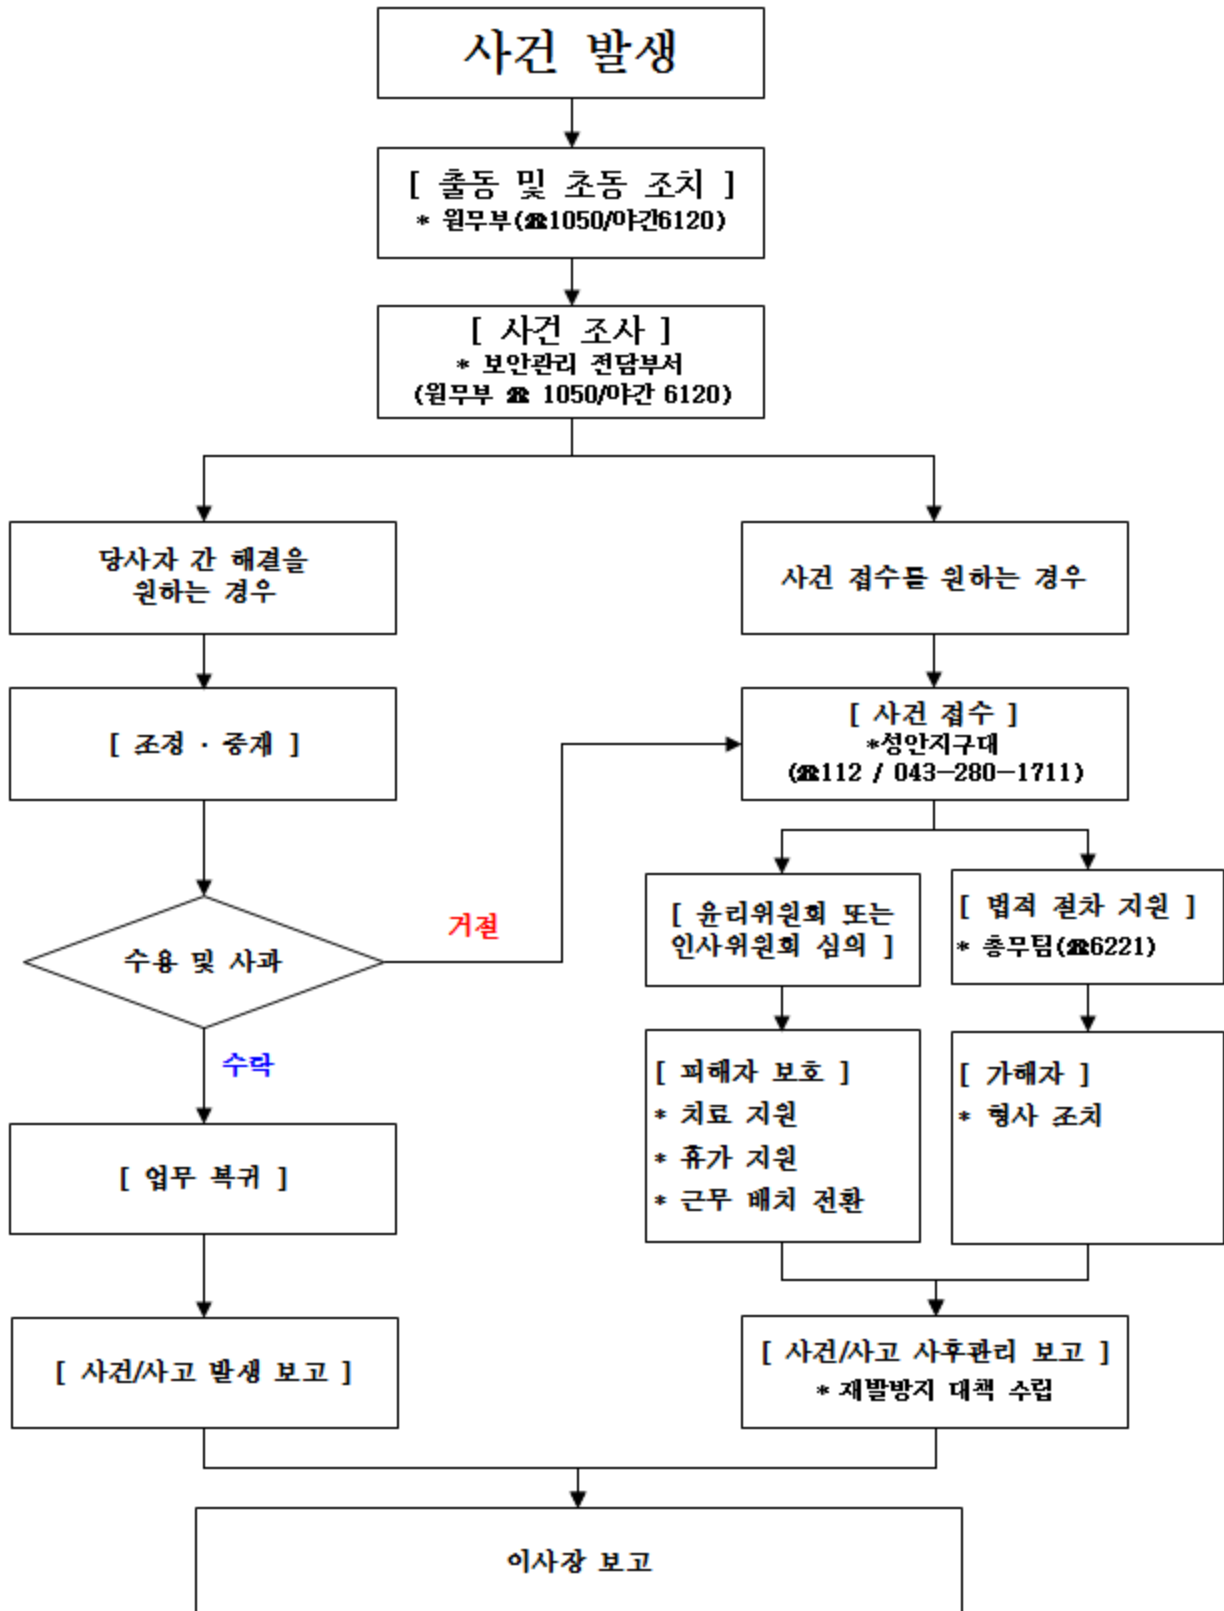 사건 발생
[ 출동 및 초동 조치 ]
* 원무부(☎1050/야간6120)
[ 사건 조사 ]
* 보안관리 전담부서
(원무부 ☎ 1050/야간 6120)
당사자 간 해결을
원하는 경우
사건 접수를 원하는 경우
[ 조정 · 중재 ]
[ 사건 접수 ]
*성안지구대
(☎112 / 043-280-1711)
수용 및 사과
거절
수락
[ 윤리위원회 또는
인사위원회 심의 ]
[ 법적 절차 지원 ]
* 총무팀(☎6221)
[ 피해자 보호 ]
* 치료 지원
* 휴가 지원
* 근무 배치 전환
[ 가해자 ]
* 형사 조치
[ 업무 복귀 ]
[ 사건/사고 발생 보고 ]
[ 사건/사고 사후관리 보고 ]
* 재발방지 대책 수립
이사장 보고